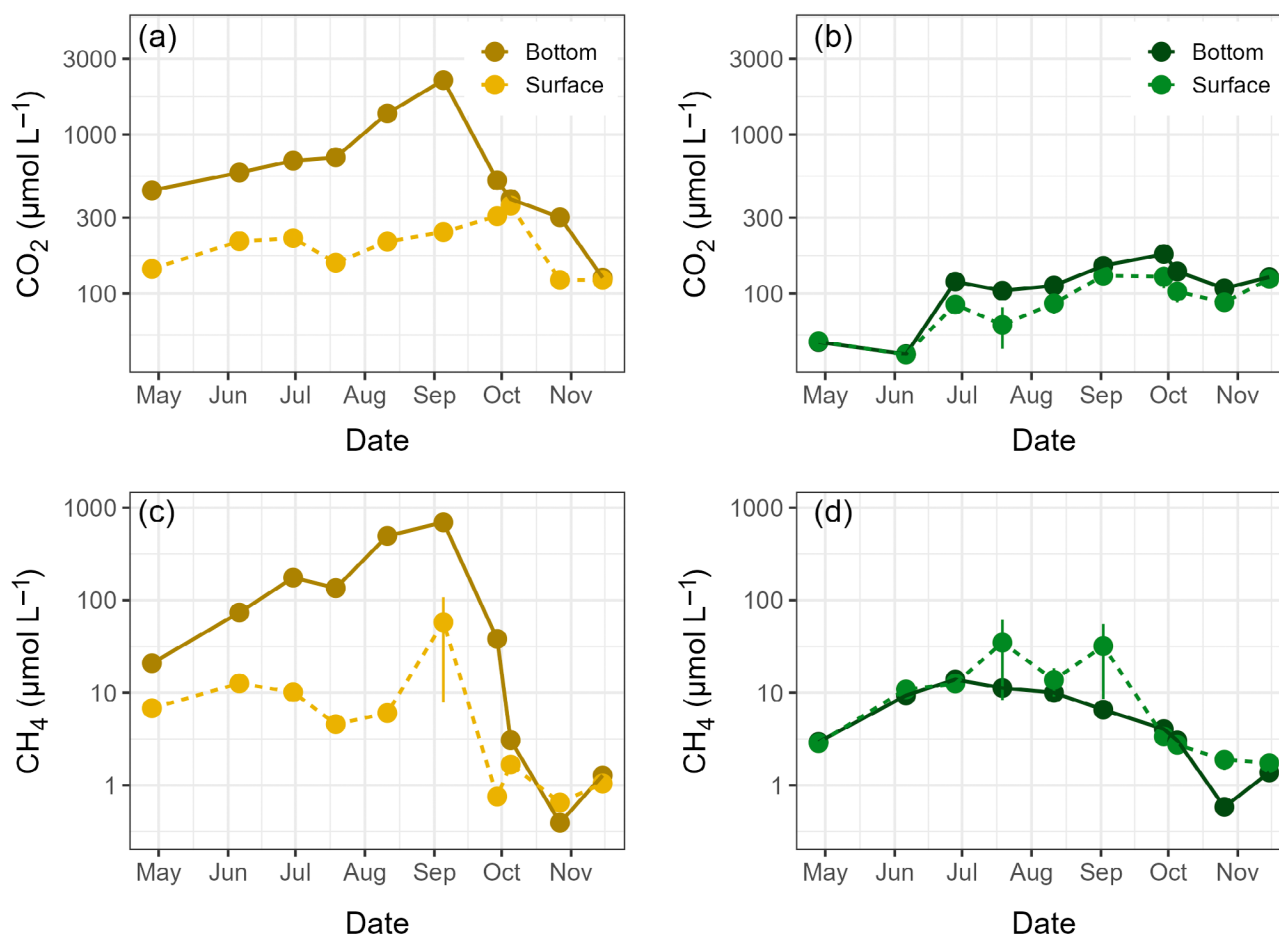 (a)
Bottom
Surface
3000
1000
300
100
CO₂ (μmol L⁻¹)
May Jun Jul Aug Sep Oct Nov
Date
(b)
Bottom
Surface
3000
1000
300
100
CO₂ (μmol L⁻¹)
May Jun Jul Aug Sep Oct Nov
Date
(c)
1000
100
10
1
CH₄ (μmol L⁻¹)
May Jun Jul Aug Sep Oct Nov
Date
(d)
1000
100
10
1
CH₄ (μmol L⁻¹)
May Jun Jul Aug Sep Oct Nov
Date